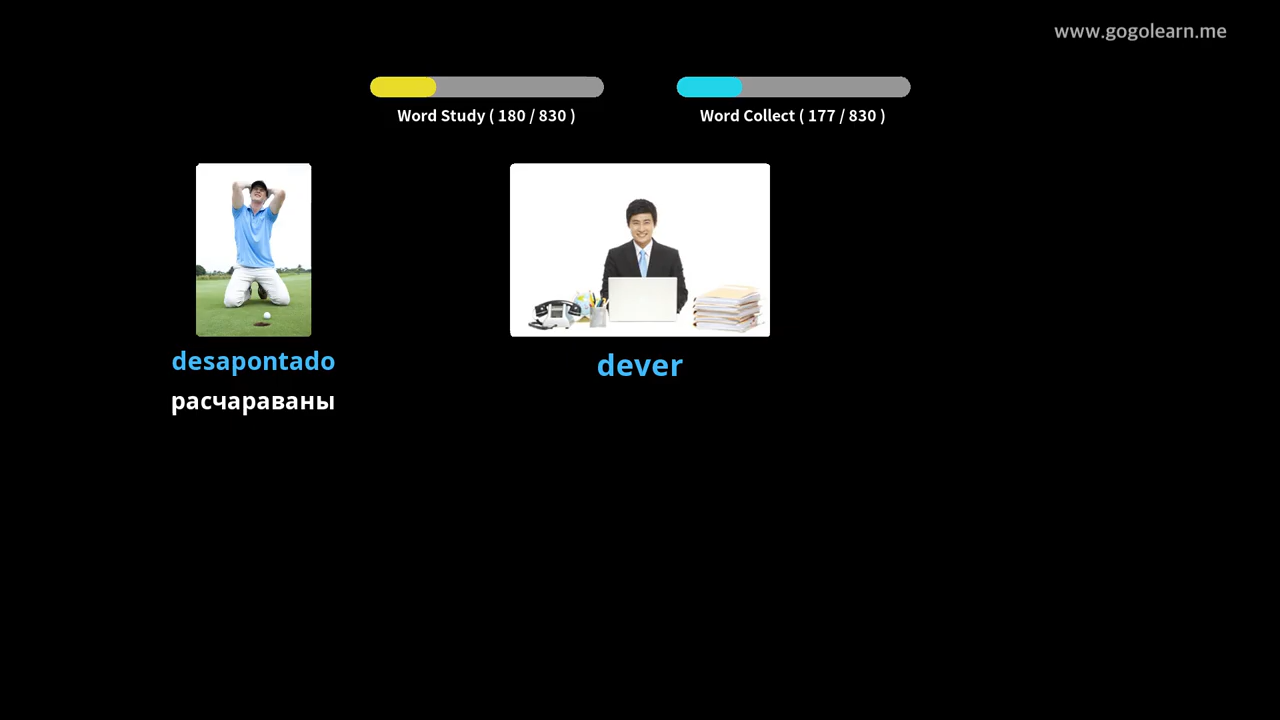 www.gogolearn.me
Word Study ( 180 / 830 )
Word Collect ( 177 / 830 )
desapontado
расчараваны
dever